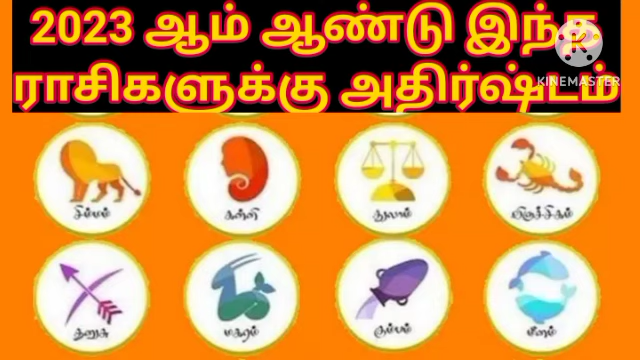 2023 ஆம் ஆண்டு இந்த
ராசிகளுக்கு அதிர்ஷ்டம்
KINEMASTER
சிம்மம்
கன்னி
துலாம்
விருச்சிகம்
தனுசு
மகரம்
கும்பம்
மீனம்